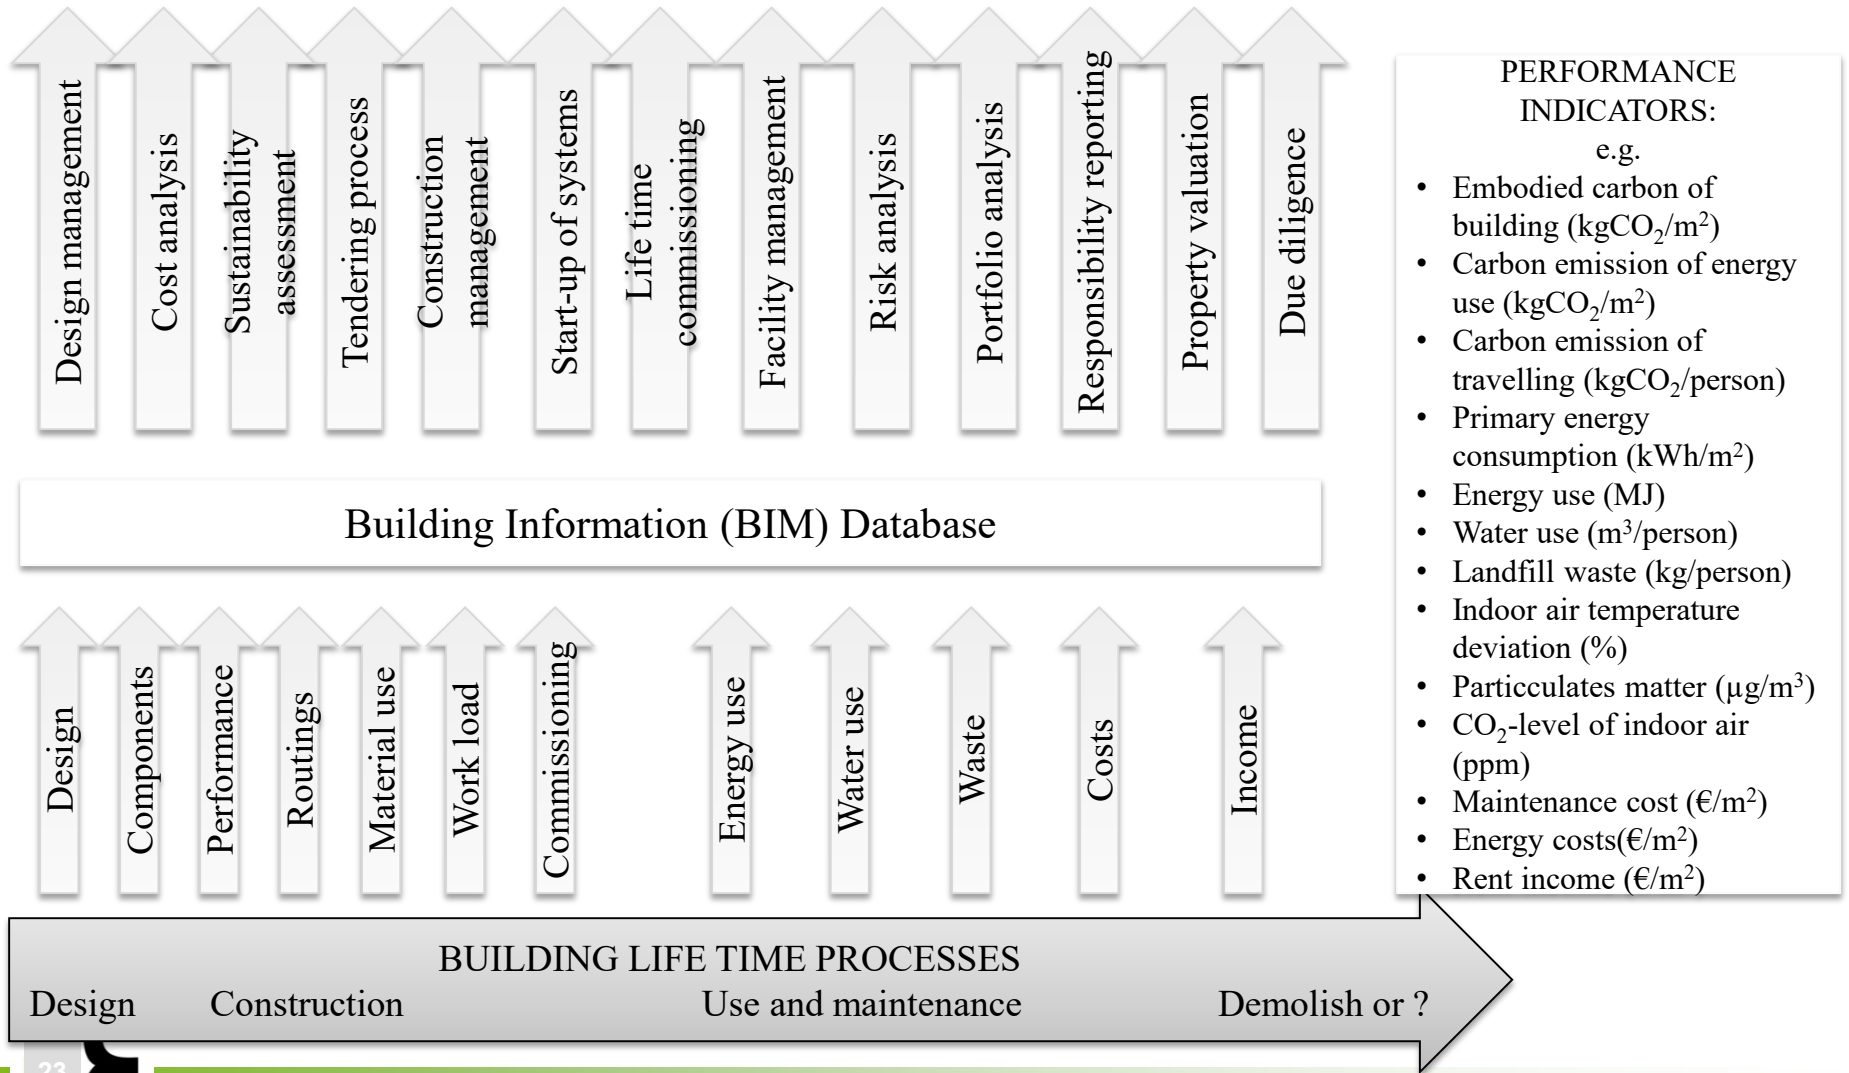 Design management
Cost analysis
Sustainability
assessment
Tendering process
Construction
management
Start-up of systems
Life time
commissioning
Facility management
Risk analysis
Portfolio analysis
Responsibility reporting
Property valuation
Due diligence
Building Information (BIM) Database
Design
Components
Performance
Routings
Material use
Work load
Commissioning
Energy use
Water use
Waste
Costs
Income
BUILDING LIFE TIME PROCESSES
Design Construction Use and maintenance Demolish or ?
PERFORMANCE
INDICATORS:
e.g.
• Embodied carbon of
building (kgCO₂/m²)
• Carbon emission of energy
use (kgCO₂/m²)
• Carbon emission of
travelling (kgCO₂/person)
• Primary energy
consumption (kWh/m²)
• Energy use (MJ)
• Water use (m³/person)
• Landfill waste (kg/person)
• Indoor air temperature
deviation (%)
• Particculates matter (µg/m³)
• CO₂-level of indoor air
(ppm)
• Maintenance cost (€/m²)
• Energy costs(€/m²)
• Rent income (€/m²)
23